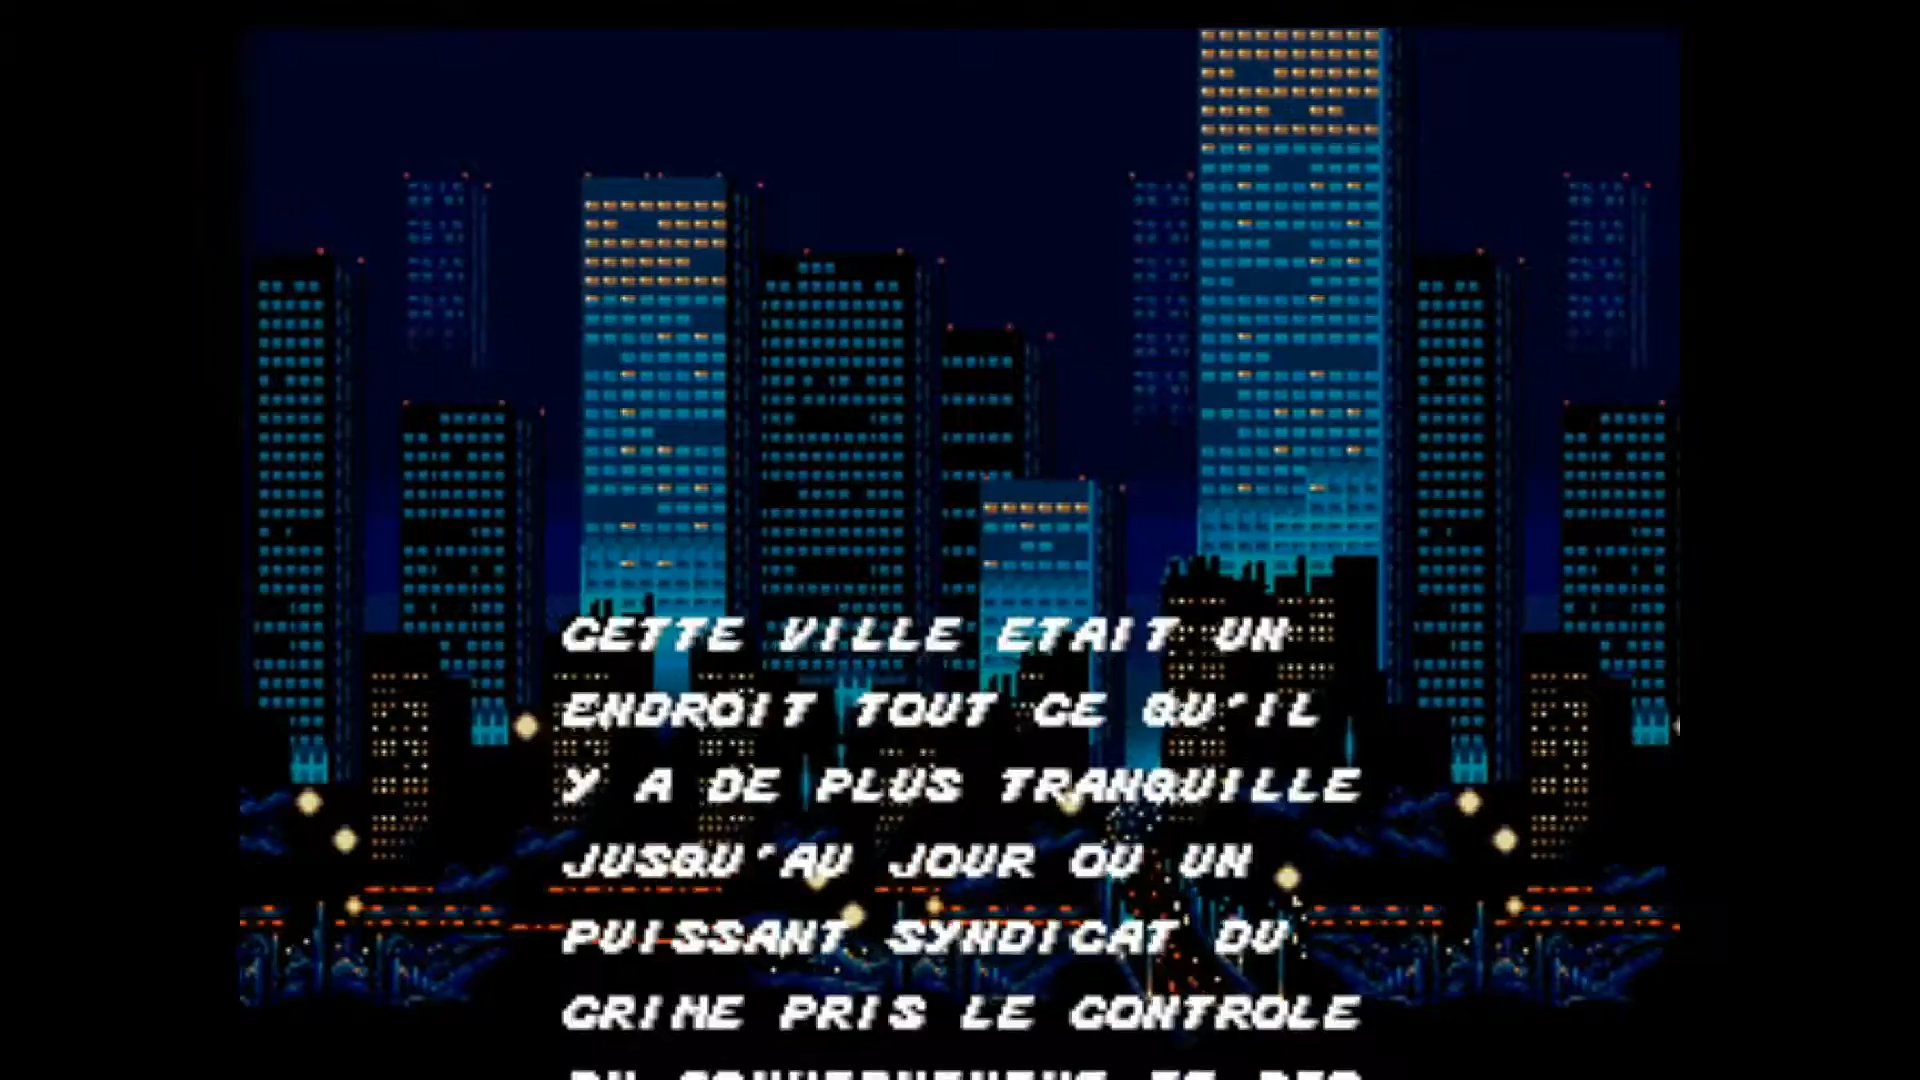 CETTE VILLE ETAIT UN
ENDROIT TOUT CE QU'IL
Y A DE PLUS TRANQUILLE
JUSQU'AU JOUR OU UN
PUISSANT SYNDICAT DU
CRIME PRIS LE CONTROLE